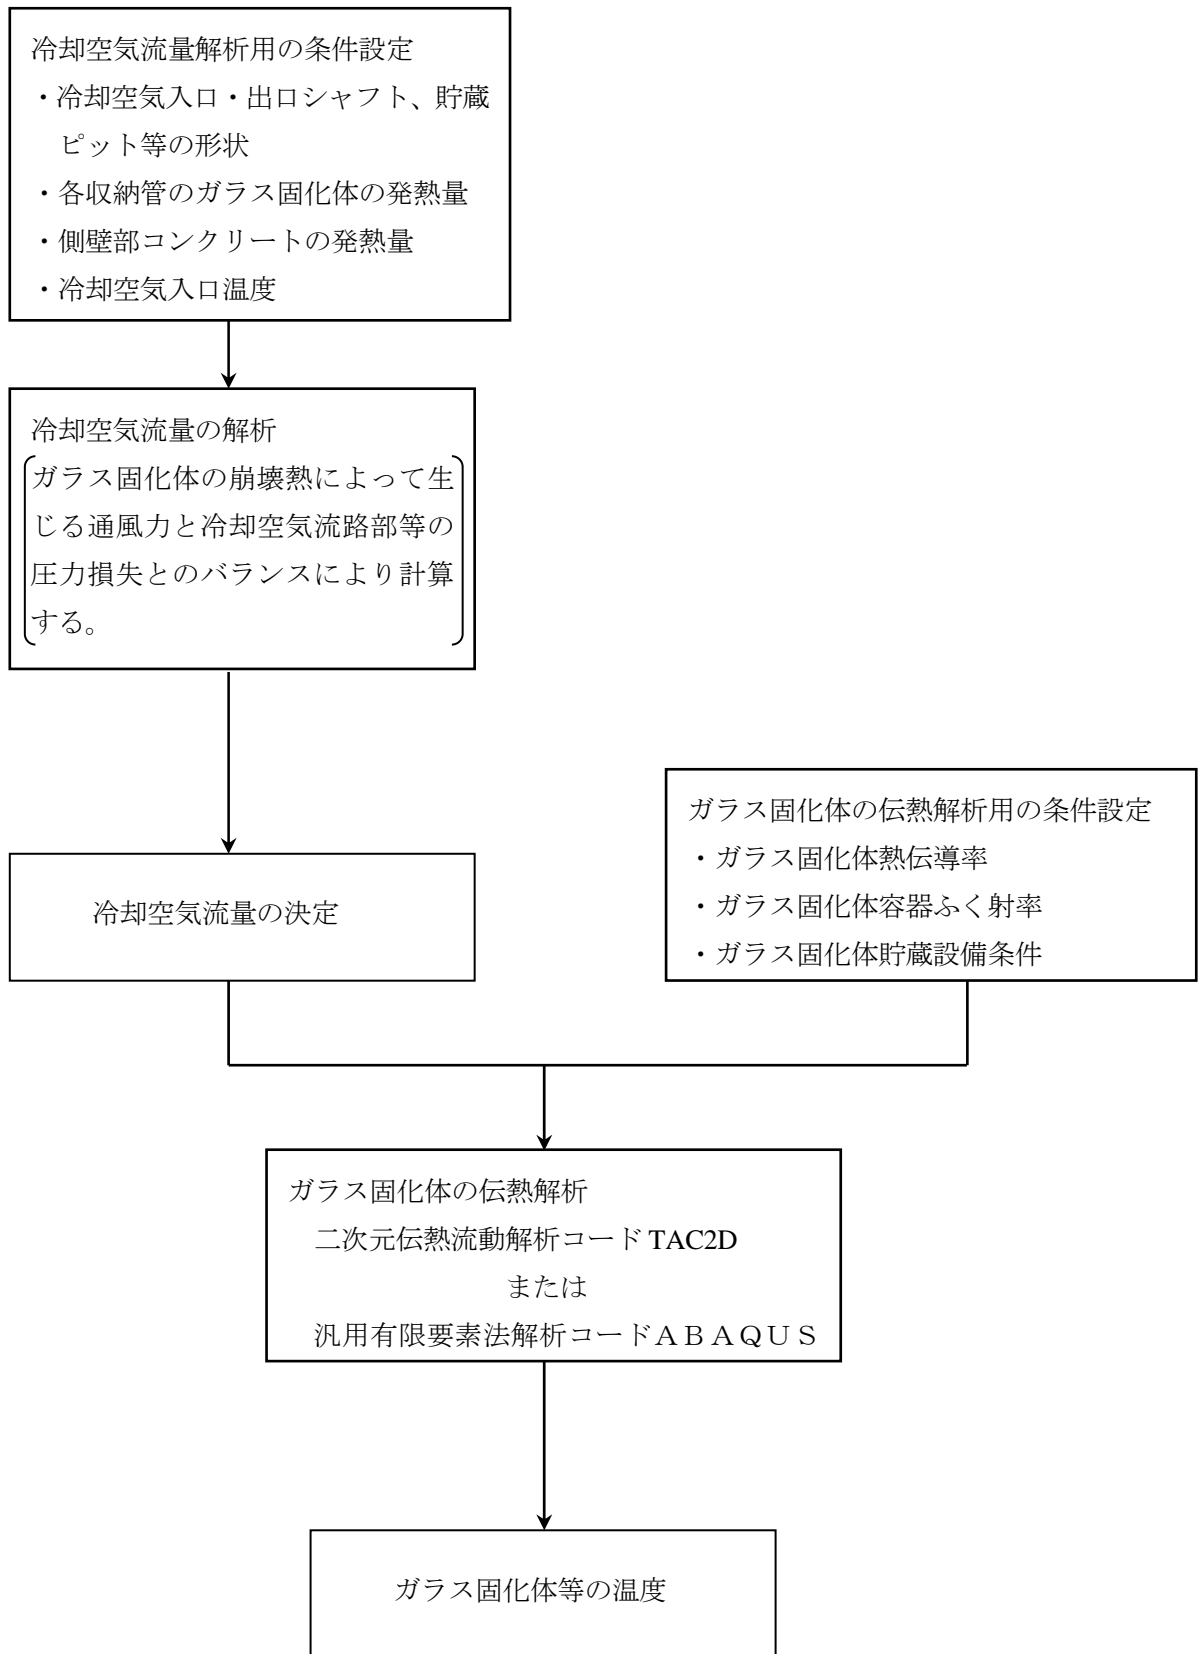 冷却空気流量解析用の条件設定
・冷却空気入口・出口シャフト、貯蔵
ピット等の形状
・各収納管のガラス固化体の発熱量
・側壁部コンクリートの発熱量
・冷却空気入口温度
冷却空気流量の解析
ガラス固化体の崩壊熱によって生
じる通風力と冷却空気流路部等の
圧力損失とのバランスにより計算
する。
冷却空気流量の決定
ガラス固化体の伝熱解析用の条件設定
・ガラス固化体熱伝導率
・ガラス固化体容器ふく射率
・ガラス固化体貯蔵設備条件
ガラス固化体の伝熱解析
二次元伝熱流動解析コード TAC2D
または
汎用有限要素法解析コードＡＢＡＱＵＳ
ガラス固化体等の温度